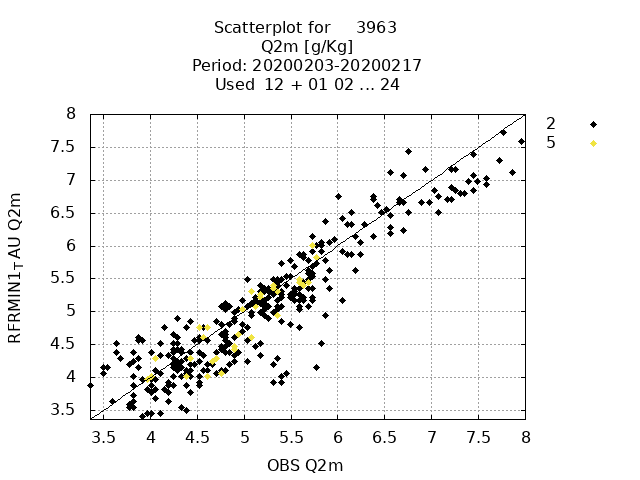 Scatterplot for 3963
Q2m [g/Kg]
Period: 20200203-20200217
Used 12 + 01 02 ... 24
2
5
RFRMIN1TAU Q2m
8
7.5
7
6.5
6
5.5
5
4.5
4
3.5
3.5 4 4.5 5 5.5 6 6.5 7 7.5 8
OBS Q2m